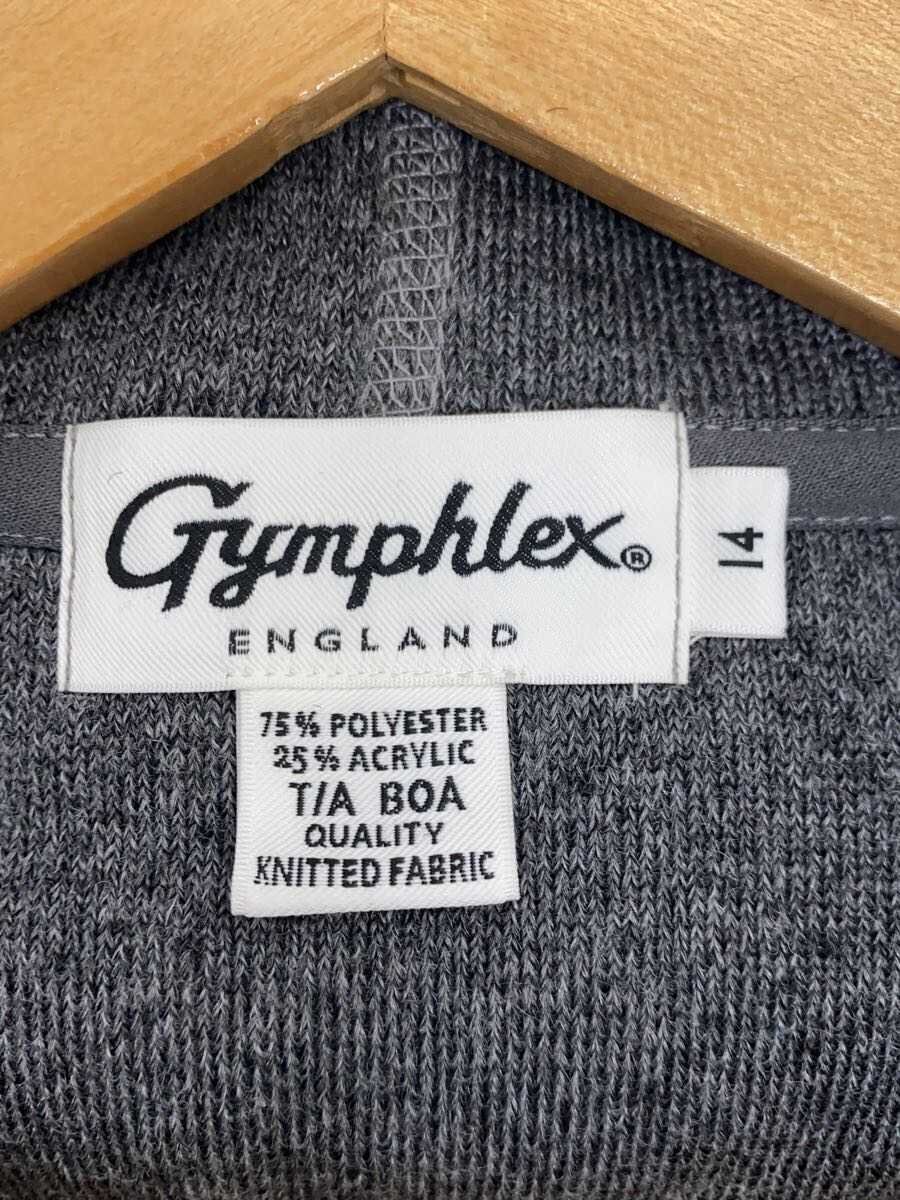 Gymphlex®
ENGLAND
14
75% POLYESTER
25% ACRYLIC
T/A BOA
QUALITY
KNITTED FABRIC